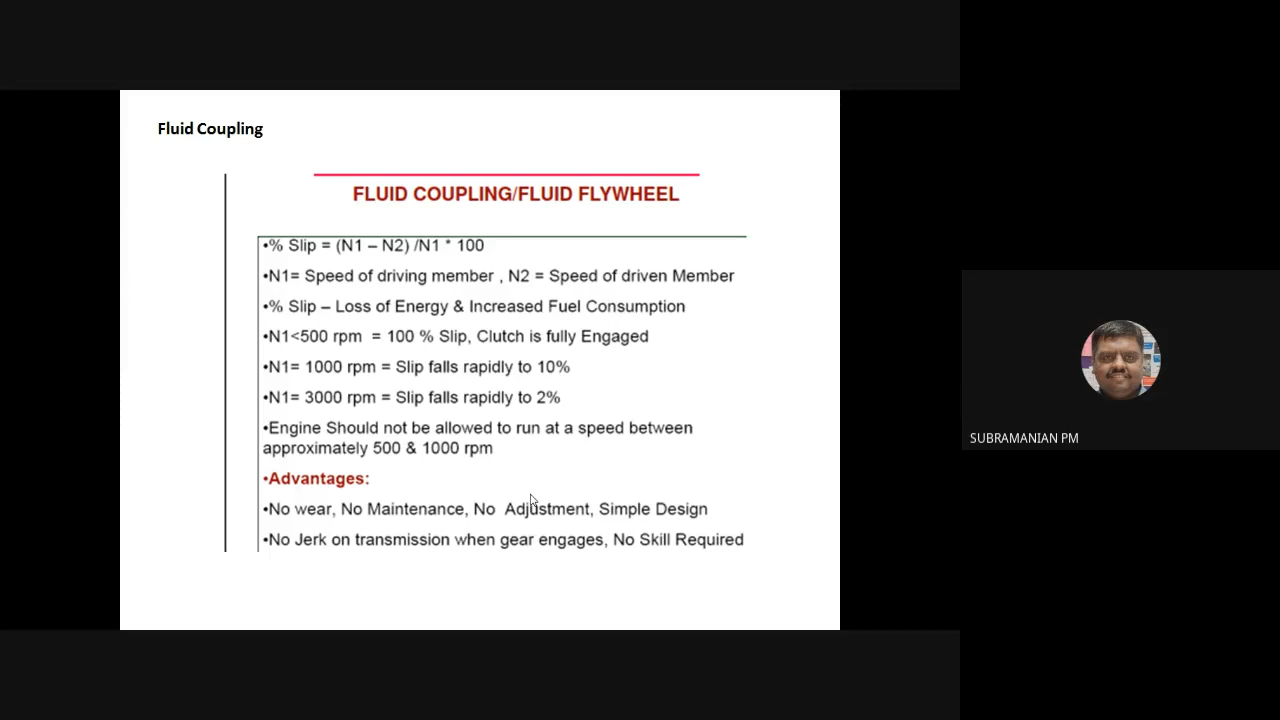 Fluid Coupling
FLUID COUPLING/FLUID FLYWHEEL
•% Slip = (N1 – N2) /N1 * 100
•N1= Speed of driving member , N2 = Speed of driven Member
•% Slip – Loss of Energy & Increased Fuel Consumption
•N1<500 rpm = 100 % Slip, Clutch is fully Engaged
•N1= 1000 rpm = Slip falls rapidly to 10%
•N1= 3000 rpm = Slip falls rapidly to 2%
•Engine Should not be allowed to run at a speed between
approximately 500 & 1000 rpm
•Advantages:
•No wear, No Maintenance, No Adjustment, Simple Design
•No Jerk on transmission when gear engages, No Skill Required
SUBRAMANIAN PM